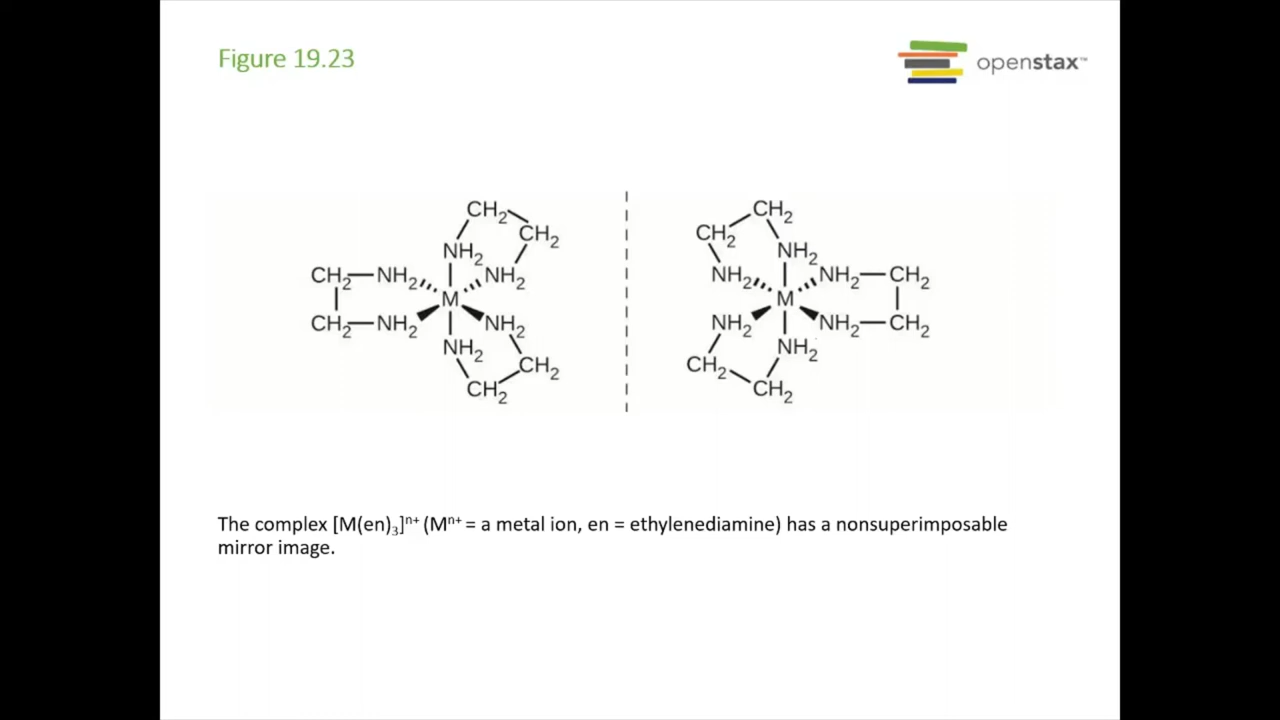 Figure 19.23
openstax™
CH₂ CH₂
CH₂ CH₂
NH₂ NH₂
CH₂—NH₂ NH₂ NH₂ NH₂—CH₂
M M
CH₂—NH₂ NH₂ NH₂ NH₂—CH₂
NH₂ NH₂
CH₂ CH₂
CH₂ CH₂
The complex [M(en)₃]ⁿ⁺ (Mⁿ⁺ = a metal ion, en = ethylenediamine) has a nonsuperimposable
mirror image.